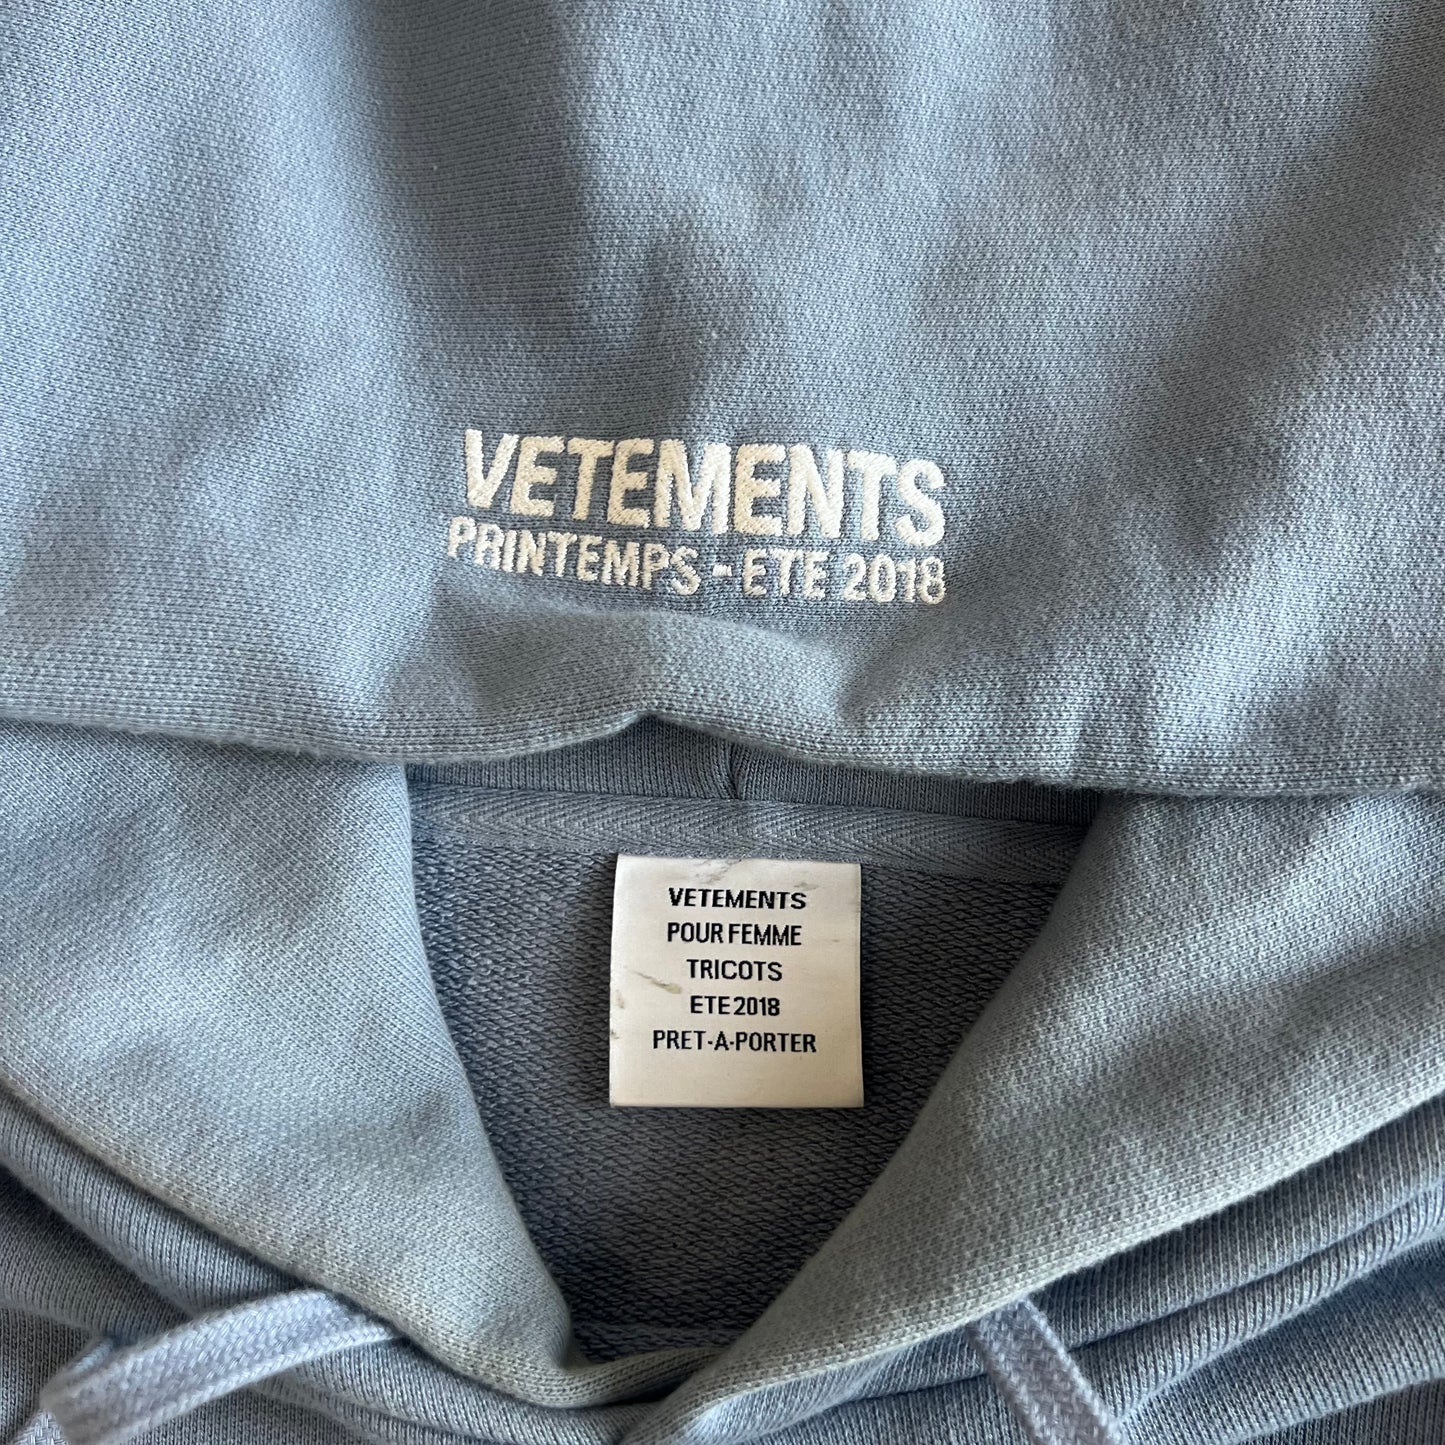 VETEMENTS
PRINTEMPS - ETE 2018
VETEMENTS
POUR FEMME
TRICOTS
ETE 2018
PRET-A-PORTER